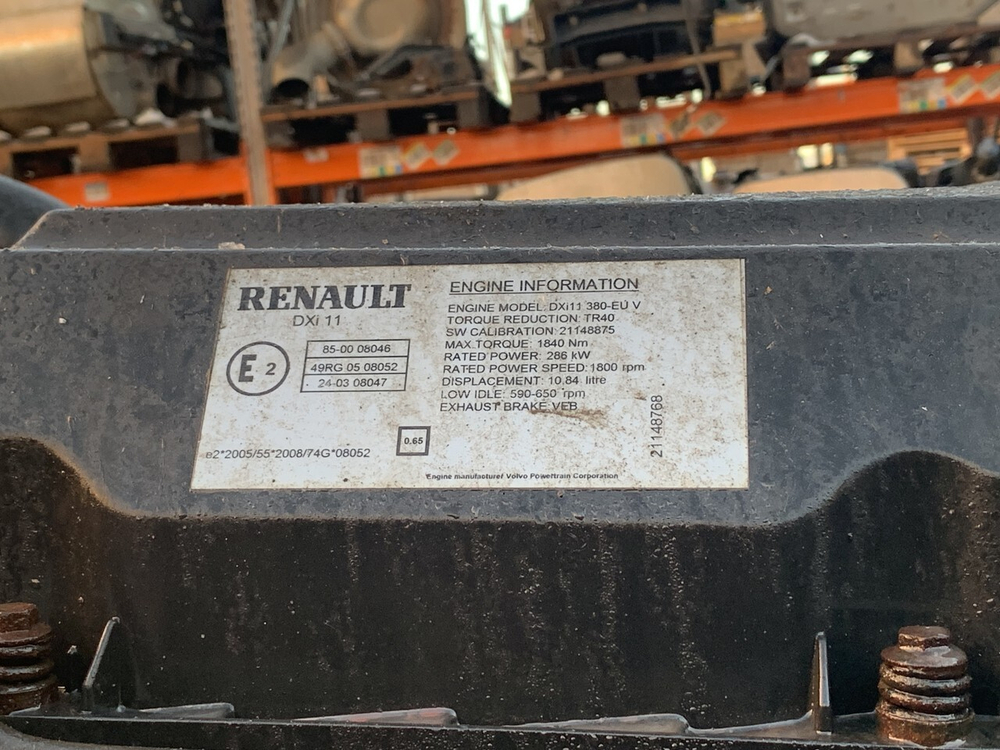 RENAULT
DXi 11
E 2
85-00 08046
49RG 05 08052
24-03 08047
0.65
e2*2005/55*2008/74G*08052
ENGINE INFORMATION
ENGINE MODEL: DXi11 380-EU V
TORQUE REDUCTION: TR40
SW CALIBRATION: 21148875
MAX.TORQUE: 1840 Nm
RATED POWER: 286 kW
RATED POWER SPEED: 1800 rpm
DISPLACEMENT: 10.84 litre
LOW IDLE: 590-650 rpm
EXHAUST BRAKE: VEB
21148768
Engine manufacturer Volvo Powertrain Corporation